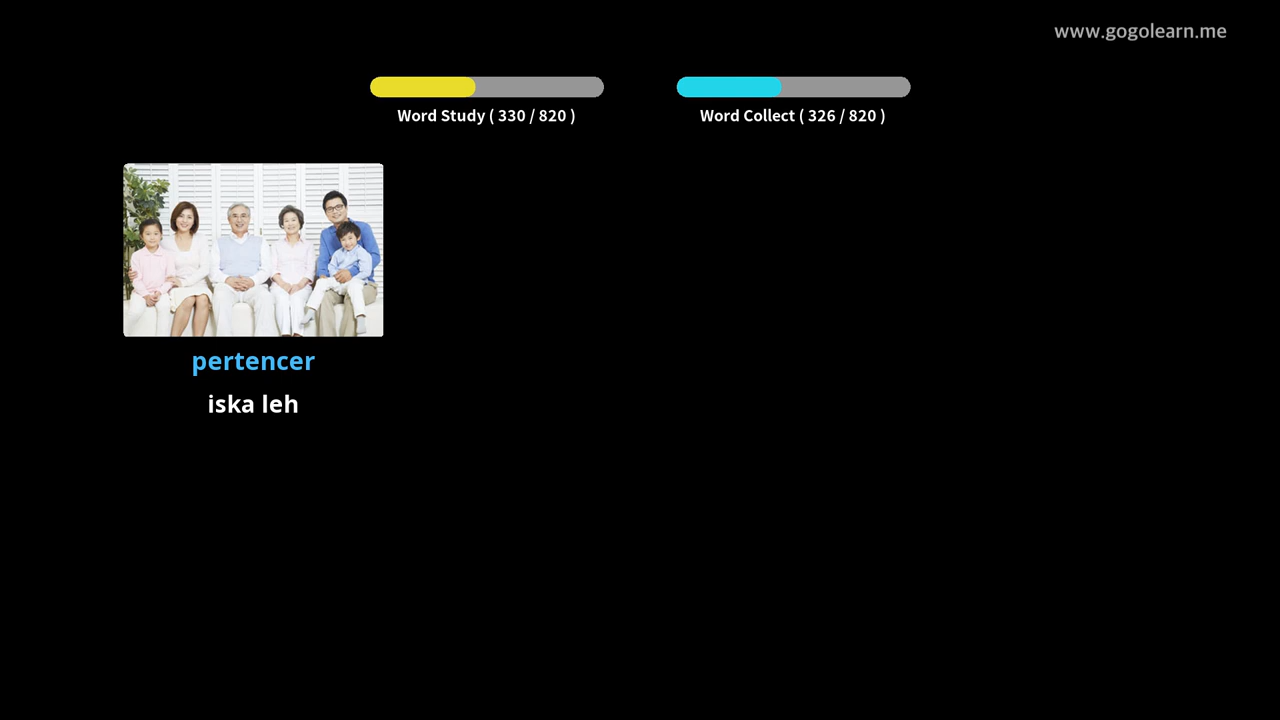 www.gogolearn.me
Word Study ( 330 / 820 )
Word Collect ( 326 / 820 )
pertencer
iska leh